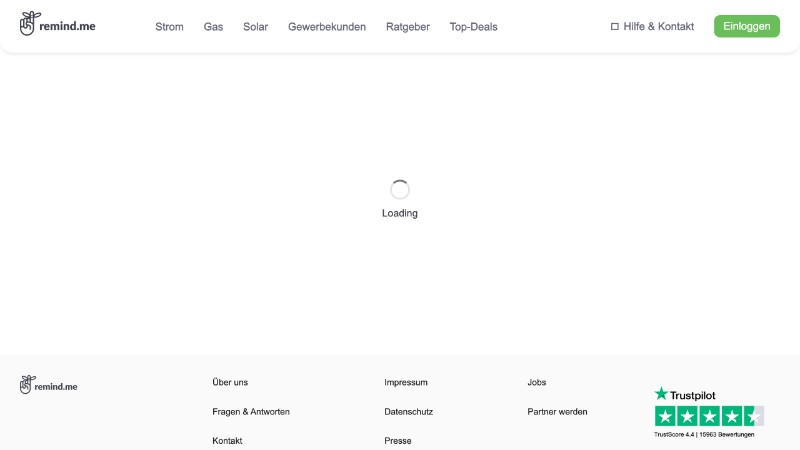 remind.me
Strom Gas Solar Gewerbekunden Ratgeber Top-Deals
Hilfe & Kontakt
Einloggen
Loading
remind.me
Über uns
Fragen & Antworten
Kontakt
Impressum
Datenschutz
Presse
Jobs
Partner werden
Trustpilot
TrustScore 4.4 | 15963 Bewertungen